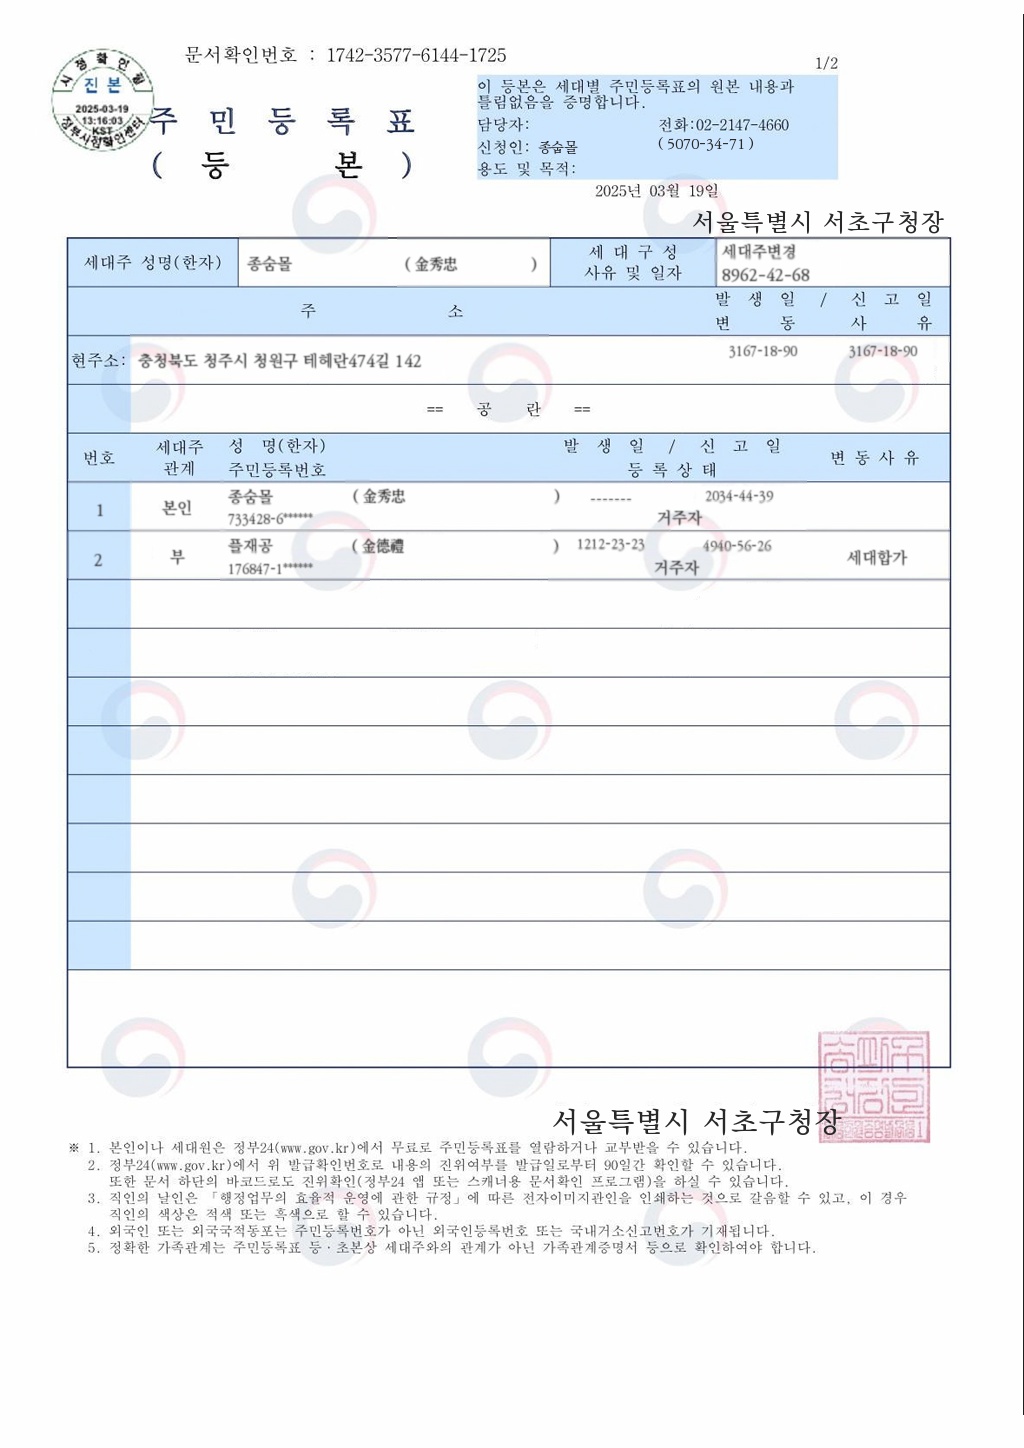 문서확인번호 : 1742-3577-6144-1725
1/2
시점확인필
진 본
2025-03-19
13:16:03
KST
정부시점확인센터
주 민 등 록 표
( 등 본 )
이 등본은 세대별 주민등록표의 원본 내용과
틀림없음을 증명합니다.
담당자: 전화:02-2147-4660
신청인: 종숨몰 (5070-34-71)
용도 및 목적:
2025년 03월 19일
서울특별시 서초구청장
세대주 성명(한자) 종숨몰 (金秀忠 ) 세 대 구 성 사유 및 일자 세대주변경 8962-42-68
주 소 발 생 일 / 신 고 일
변 동 사 유
현주소: 충청북도 청주시 청원구 테헤란474길 142 3167-18-90 3167-18-90
== 공 란 ==
번호 세대주 관계 성 명(한자) 주민등록번호 발 생 일 / 신 고 일 등 록 상 태 변 동 사 유
1 본인 종숨몰 (金秀忠 ) ------- 2034-44-39
733428-6****** 거주자
2 부 플재공 (金德禮 ) 1212-23-23 4940-56-26 세대합가
176847-1****** 거주자
서울특별시 서초구청장
※ 1. 본인이나 세대원은 정부24(www.gov.kr)에서 무료로 주민등록표를 열람하거나 교부받을 수 있습니다.
2. 정부24(www.gov.kr)에서 위 발급확인번호로 내용의 진위여부를 발급일로부터 90일간 확인할 수 있습니다.
또한 문서 하단의 바코드로도 진위확인(정부24 앱 또는 스캐너용 문서확인 프로그램)을 하실 수 있습니다.
3. 직인의 날인은 「행정업무의 효율적 운영에 관한 규정」에 따른 전자이미지관인을 인쇄하는 것으로 갈음할 수 있고, 이 경우
직인의 색상은 적색 또는 흑색으로 할 수 있습니다.
4. 외국인 또는 외국국적동포는 주민등록번호가 아닌 외국인등록번호 또는 국내거소신고번호가 기재됩니다.
5. 정확한 가족관계는 주민등록표 등·초본상 세대주와의 관계가 아닌 가족관계증명서 등으로 확인하여야 합니다.